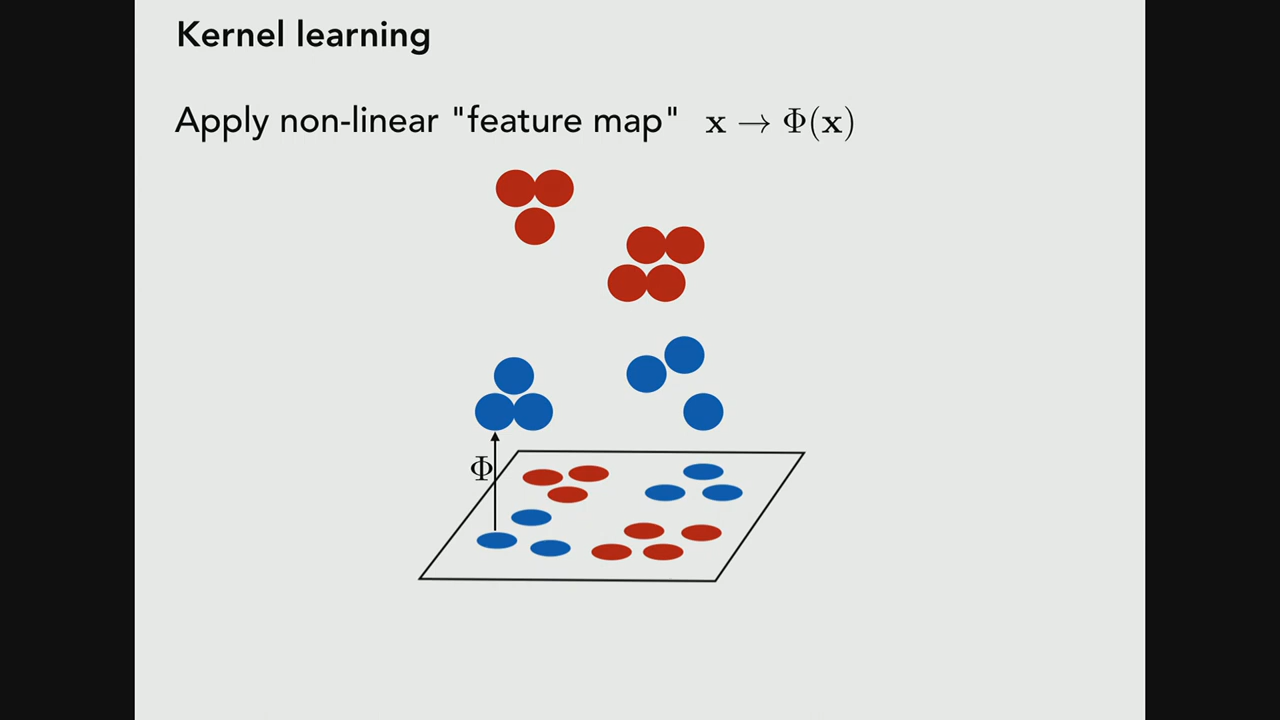 Kernel learning
Apply non-linear "feature map" x → Φ(x)
Φ